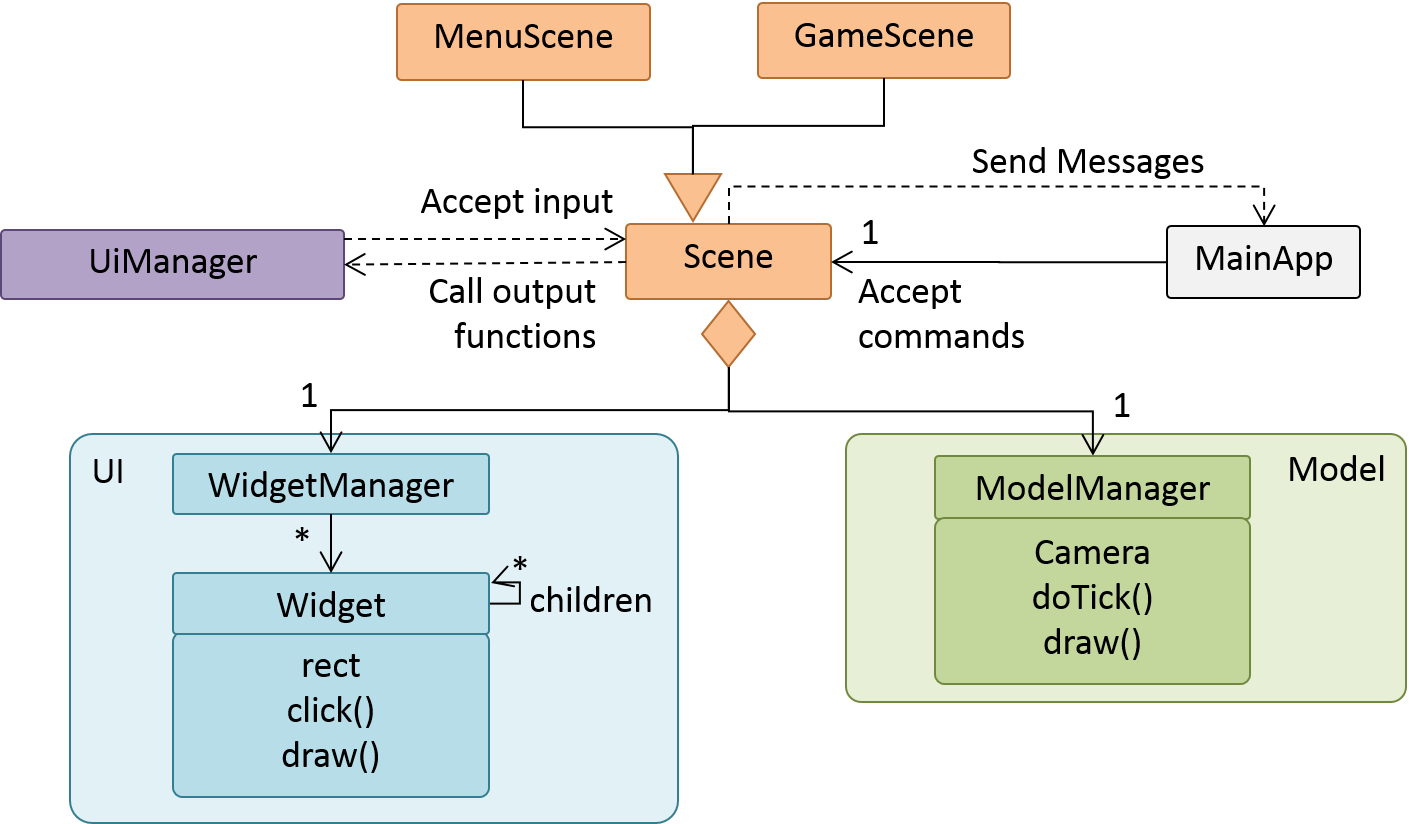 MenuScene
GameScene
Send Messages
Accept input
1
UiManager
Scene
MainApp
Call output
functions
Accept
commands
1
1
UI
WidgetManager
*
Widget
*
children
rect
click()
draw()
Model
ModelManager
Camera
doTick()
draw()